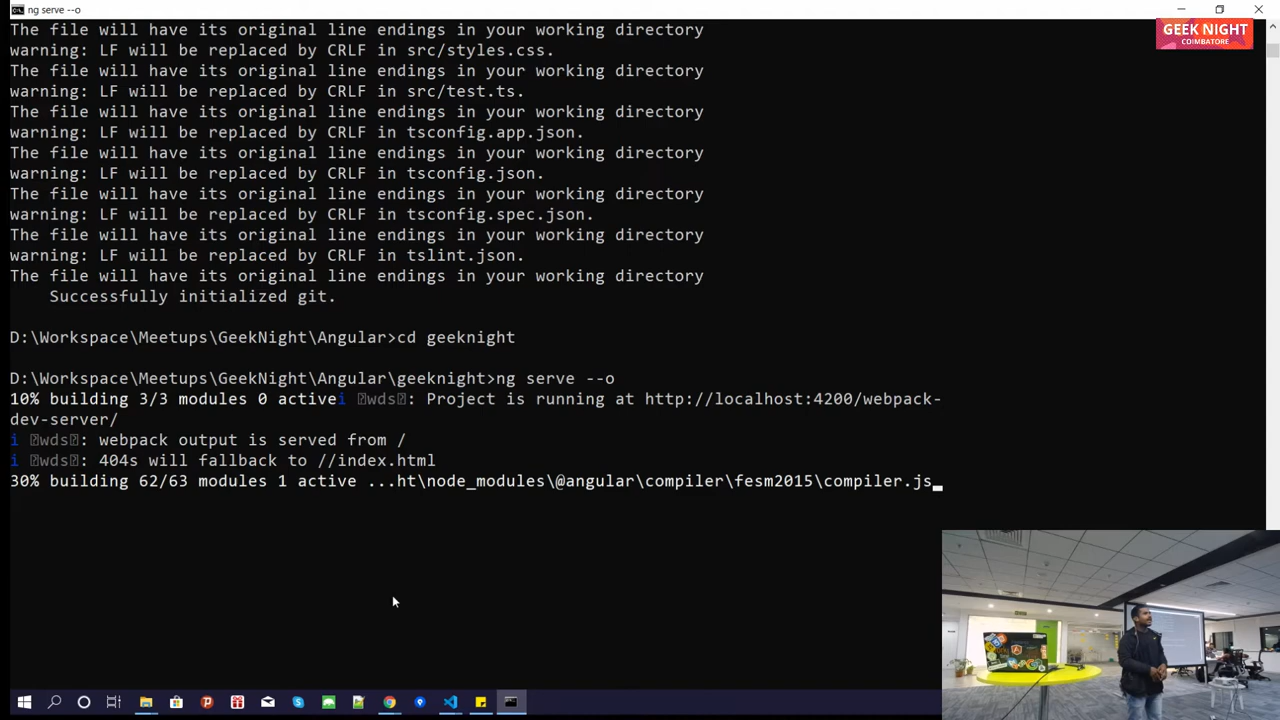 ng serve --o
GEEK NIGHT
COIMBATORE
The file will have its original line endings in your working directory
warning: LF will be replaced by CRLF in src/styles.css.
The file will have its original line endings in your working directory
warning: LF will be replaced by CRLF in src/test.ts.
The file will have its original line endings in your working directory
warning: LF will be replaced by CRLF in tsconfig.app.json.
The file will have its original line endings in your working directory
warning: LF will be replaced by CRLF in tsconfig.json.
The file will have its original line endings in your working directory
warning: LF will be replaced by CRLF in tsconfig.spec.json.
The file will have its original line endings in your working directory
warning: LF will be replaced by CRLF in tslint.json.
The file will have its original line endings in your working directory
Successfully initialized git.
D:\Workspace\Meetups\GeekNight\Angular>cd geeknight
D:\Workspace\Meetups\GeekNight\Angular\geeknight>ng serve --o
10% building 3/3 modules 0 activei wds: Project is running at http://localhost:4200/webpack-
dev-server/
i wds: webpack output is served from /
i wds: 404s will fallback to //index.html
30% building 62/63 modules 1 active ...ht\node_modules\@angular\compiler\fesm2015\compiler.js